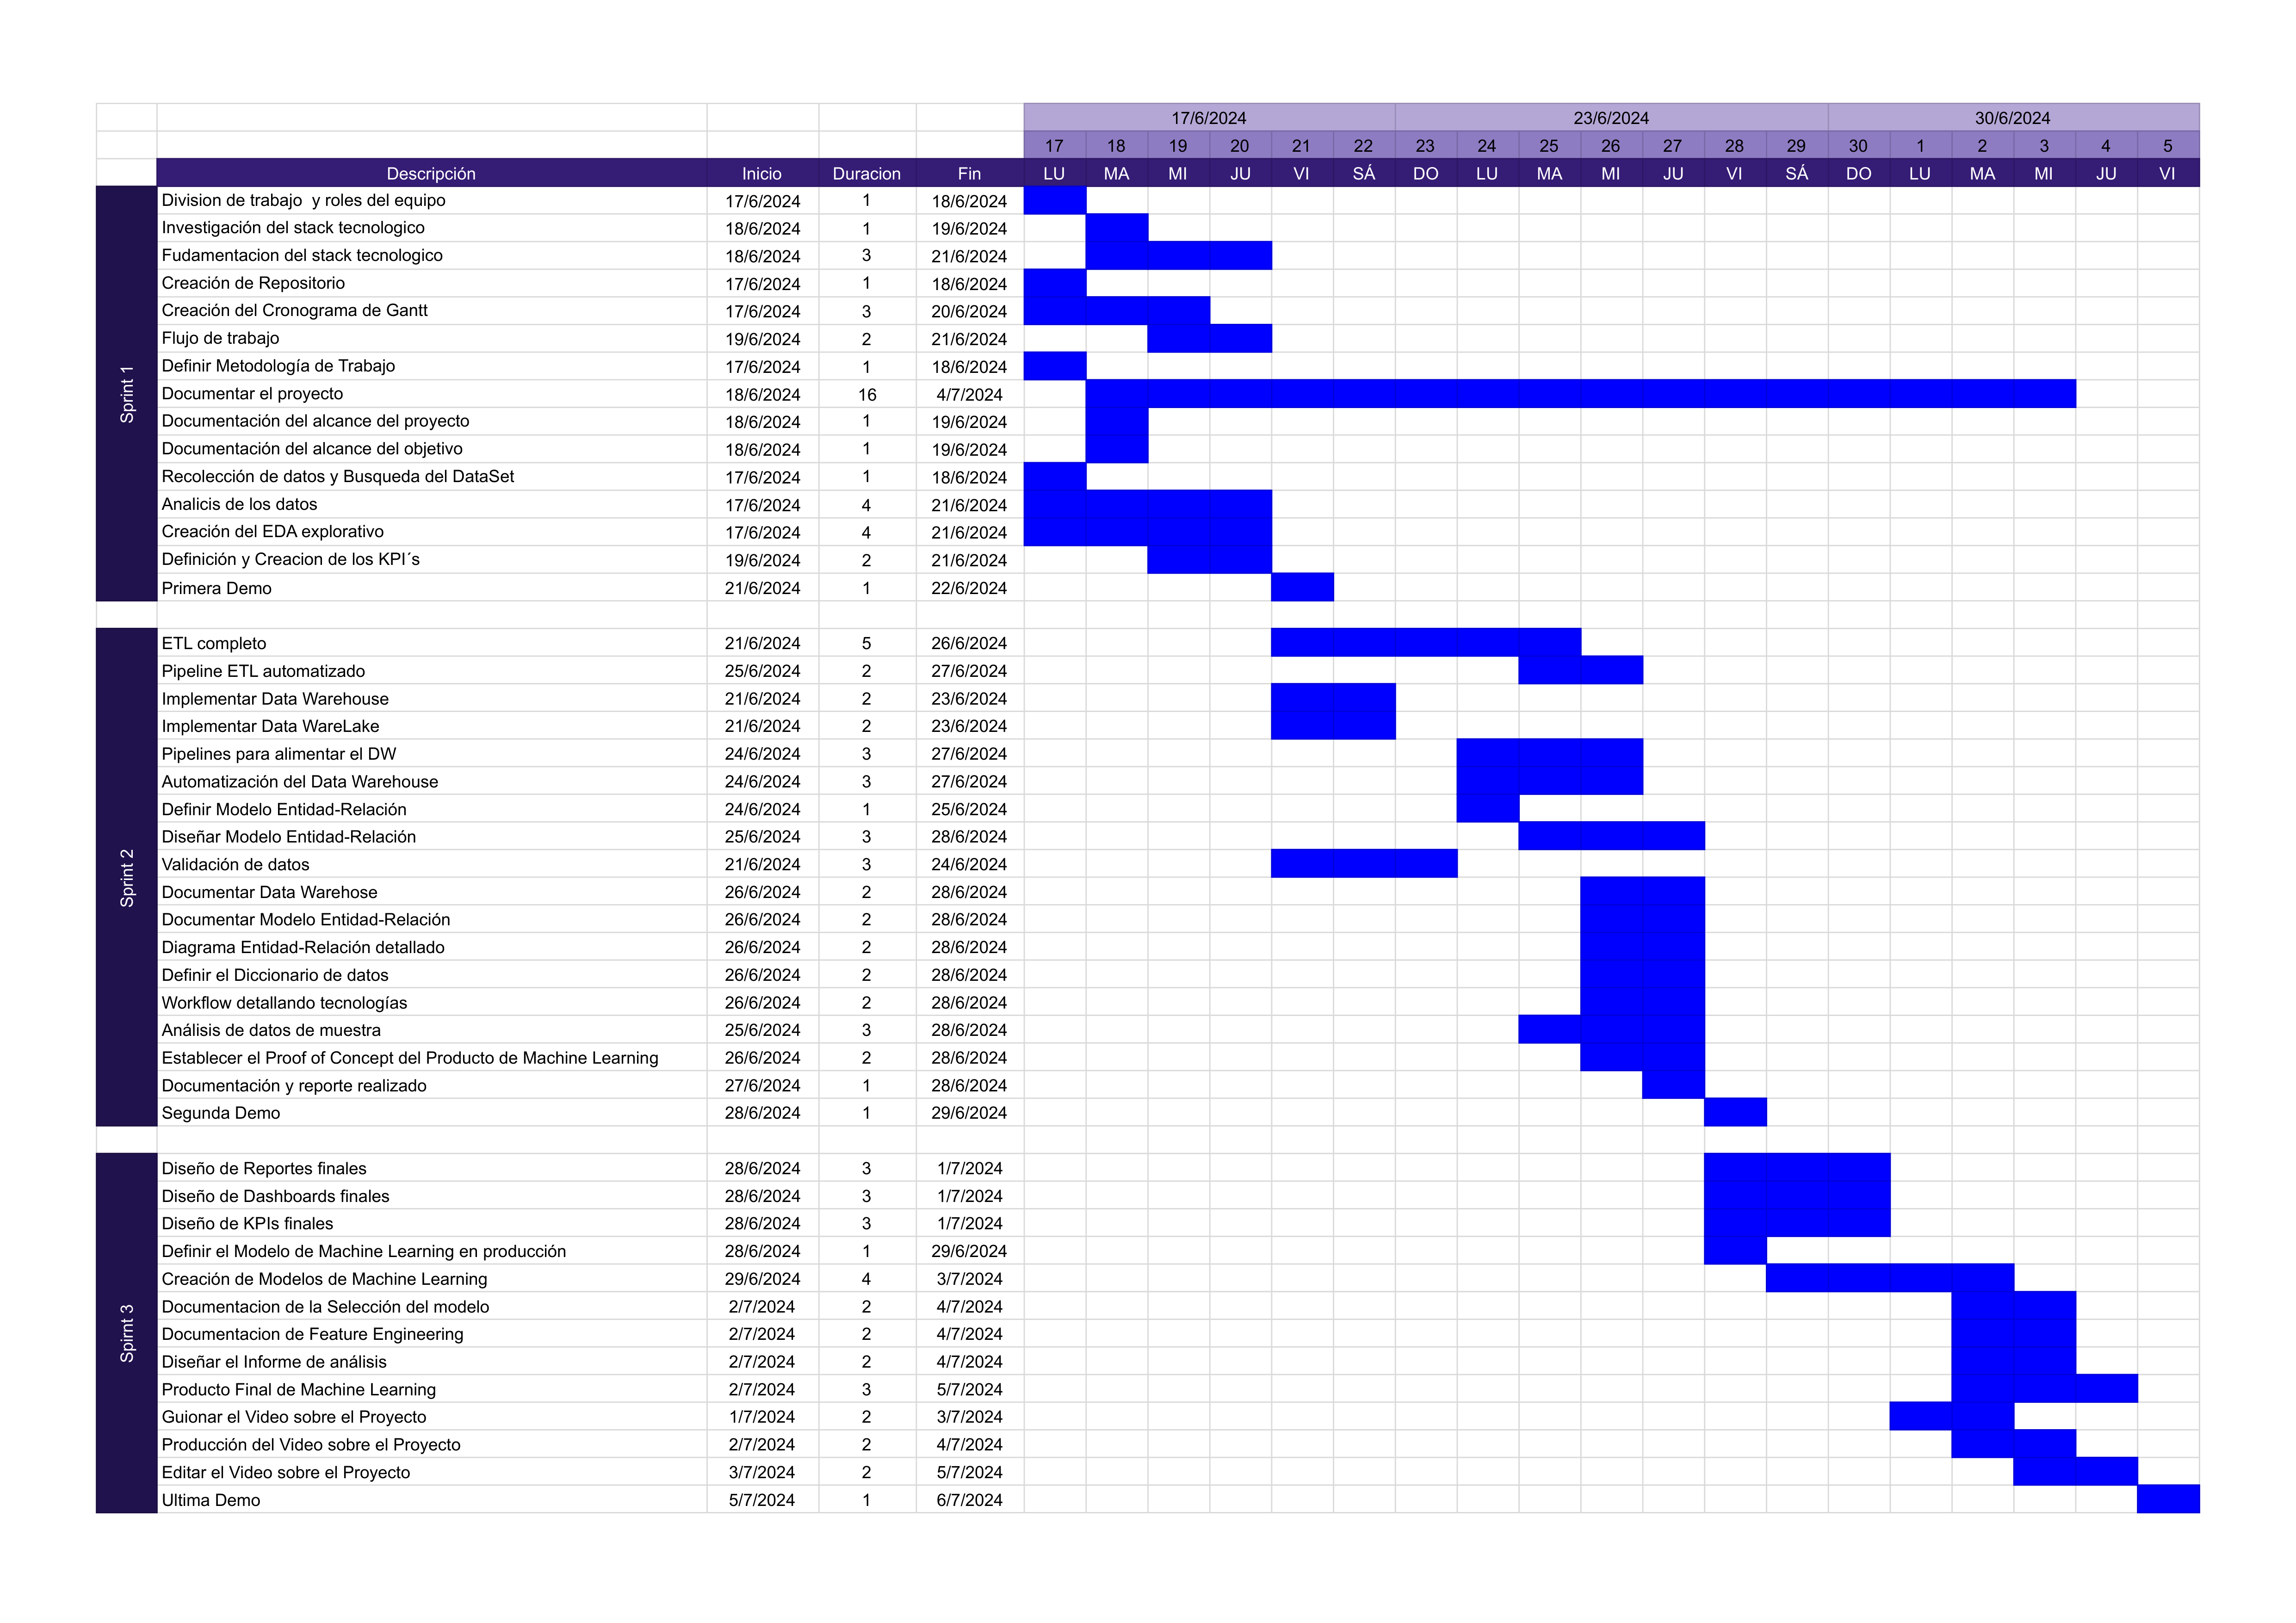 17/6/2024 23/6/2024 30/6/2024
17 18 19 20 21 22 23 24 25 26 27 28 29 30 1 2 3 4 5
Descripción Inicio Duracion Fin LU MA MI JU VI SÁ DO LU MA MI JU VI SÁ DO LU MA MI JU VI
Sprint 1
Division de trabajo  y roles del equipo 17/6/2024 1 18/6/2024
Investigación del stack tecnologico 18/6/2024 1 19/6/2024
Fudamentacion del stack tecnologico 18/6/2024 3 21/6/2024
Creación de Repositorio 17/6/2024 1 18/6/2024
Creación del Cronograma de Gantt 17/6/2024 3 20/6/2024
Flujo de trabajo 19/6/2024 2 21/6/2024
Definir Metodología de Trabajo 17/6/2024 1 18/6/2024
Documentar el proyecto 18/6/2024 16 4/7/2024
Documentación del alcance del proyecto 18/6/2024 1 19/6/2024
Documentación del alcance del objetivo 18/6/2024 1 19/6/2024
Recolección de datos y Busqueda del DataSet 17/6/2024 1 18/6/2024
Analicis de los datos 17/6/2024 4 21/6/2024
Creación del EDA explorativo 17/6/2024 4 21/6/2024
Definición y Creacion de los KPI´s 19/6/2024 2 21/6/2024
Primera Demo 21/6/2024 1 22/6/2024
Sprint 2
ETL completo 21/6/2024 5 26/6/2024
Pipeline ETL automatizado 25/6/2024 2 27/6/2024
Implementar Data Warehouse 21/6/2024 2 23/6/2024
Implementar Data WareLake 21/6/2024 2 23/6/2024
Pipelines para alimentar el DW 24/6/2024 3 27/6/2024
Automatización del Data Warehouse 24/6/2024 3 27/6/2024
Definir Modelo Entidad-Relación 24/6/2024 1 25/6/2024
Diseñar Modelo Entidad-Relación 25/6/2024 3 28/6/2024
Validación de datos 21/6/2024 3 24/6/2024
Documentar Data Warehose 26/6/2024 2 28/6/2024
Documentar Modelo Entidad-Relación 26/6/2024 2 28/6/2024
Diagrama Entidad-Relación detallado 26/6/2024 2 28/6/2024
Definir el Diccionario de datos 26/6/2024 2 28/6/2024
Workflow detallando tecnologías 26/6/2024 2 28/6/2024
Análisis de datos de muestra 25/6/2024 3 28/6/2024
Establecer el Proof of Concept del Producto de Machine Learning 26/6/2024 2 28/6/2024
Documentación y reporte realizado 27/6/2024 1 28/6/2024
Segunda Demo 28/6/2024 1 29/6/2024
Spirnt 3
Diseño de Reportes finales 28/6/2024 3 1/7/2024
Diseño de Dashboards finales 28/6/2024 3 1/7/2024
Diseño de KPIs finales 28/6/2024 3 1/7/2024
Definir el Modelo de Machine Learning en producción 28/6/2024 1 29/6/2024
Creación de Modelos de Machine Learning 29/6/2024 4 3/7/2024
Documentacion de la Selección del modelo 2/7/2024 2 4/7/2024
Documentacion de Feature Engineering 2/7/2024 2 4/7/2024
Diseñar el Informe de análisis 2/7/2024 2 4/7/2024
Producto Final de Machine Learning 2/7/2024 3 5/7/2024
Guionar el Video sobre el Proyecto 1/7/2024 2 3/7/2024
Producción del Video sobre el Proyecto 2/7/2024 2 4/7/2024
Editar el Video sobre el Proyecto 3/7/2024 2 5/7/2024
Ultima Demo 5/7/2024 1 6/7/2024